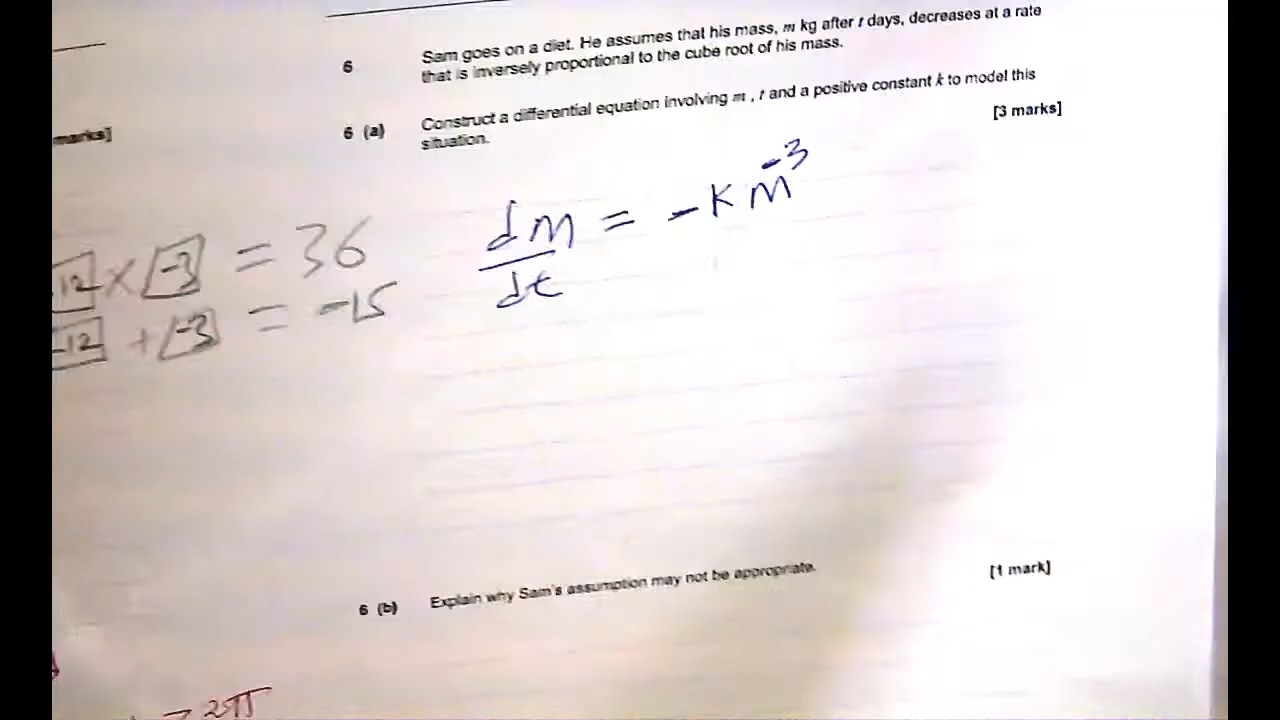 6 Sam goes on a diet. He assumes that his mass, m kg after t days, decreases at a rate
that is inversely proportional to the cube root of his mass.
6 (a) Construct a differential equation involving m , t and a positive constant k to model this
situation.
[3 marks]
marks]
dm/dt = -km^-3
12 × -3 = 36
-12 + -3 = -15
6 (b) Explain why Sam's assumption may not be appropriate.
[1 mark]
= 2π